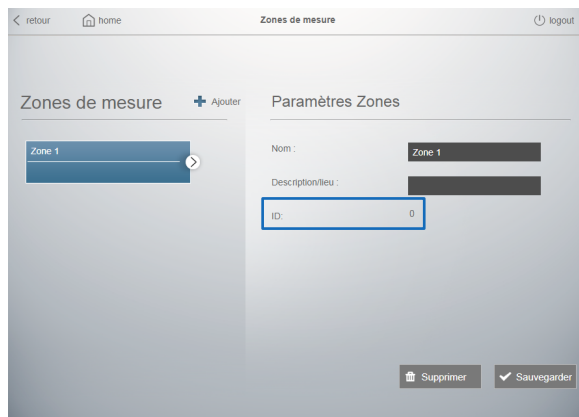 retour home Zones de mesure logout
Zones de mesure Ajouter
Paramètres Zones
Zone 1
Nom : Zone 1
Description/lieu :
ID: 0
Supprimer Sauvegarder